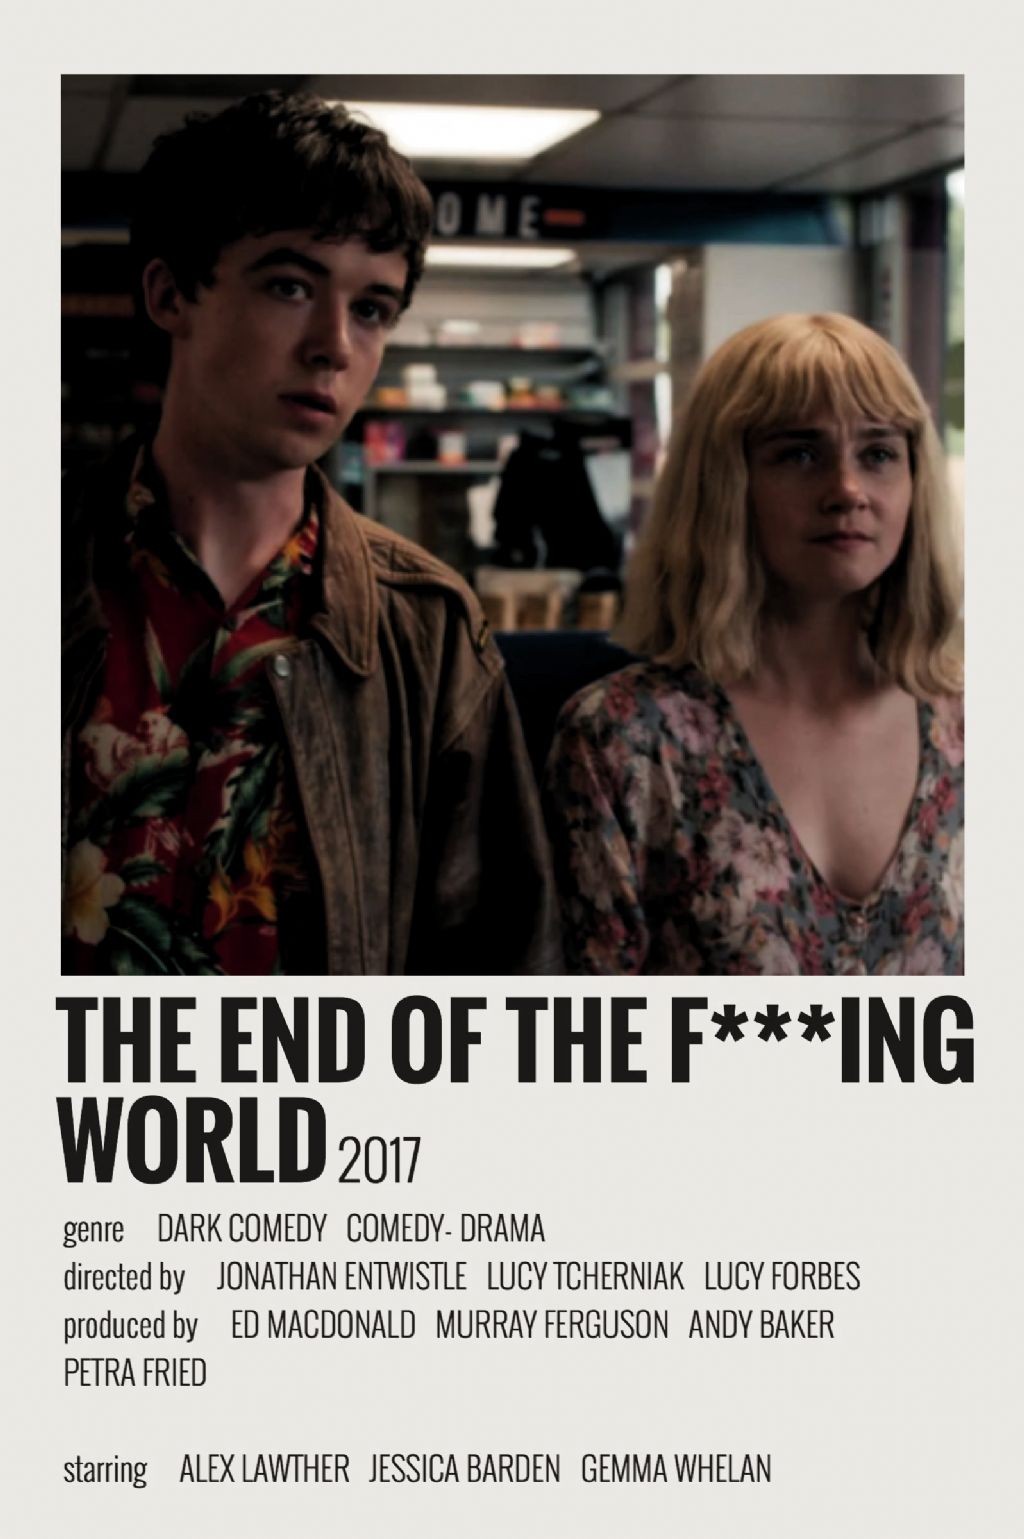 OME
THE END OF THE F***ING
WORLD 2017
genre DARK COMEDY COMEDY- DRAMA
directed by JONATHAN ENTWISTLE LUCY TCHERNIAK LUCY FORBES
produced by ED MACDONALD MURRAY FERGUSON ANDY BAKER
PETRA FRIED
starring ALEX LAWTHER JESSICA BARDEN GEMMA WHELAN